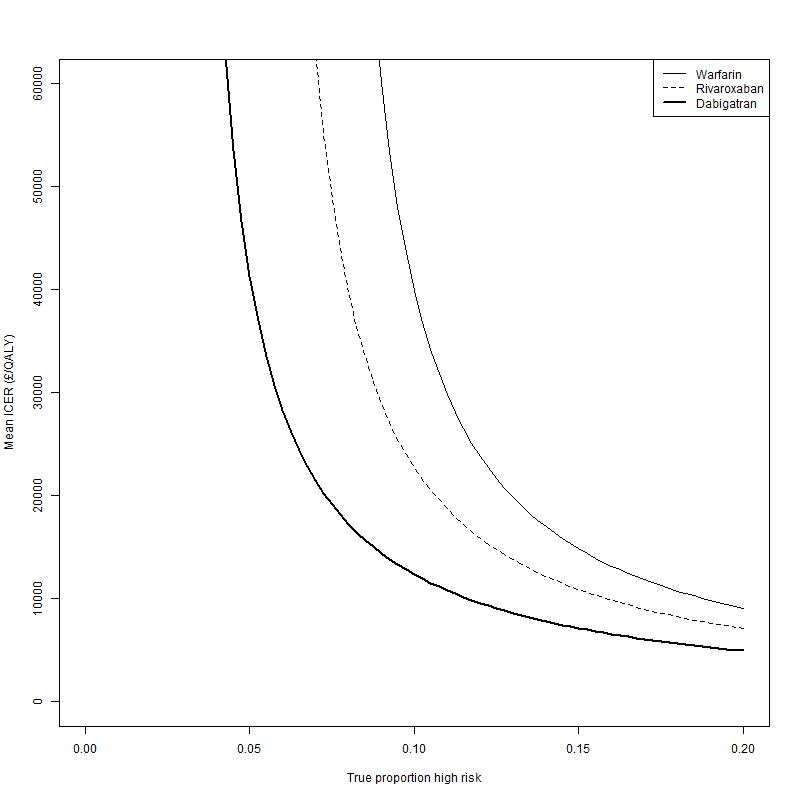 Warfarin
Rivaroxaban
Dabigatran
60000
50000
40000
30000
20000
10000
0
Mean ICER (£/QALY)
0.00 0.05 0.10 0.15 0.20
True proportion high risk